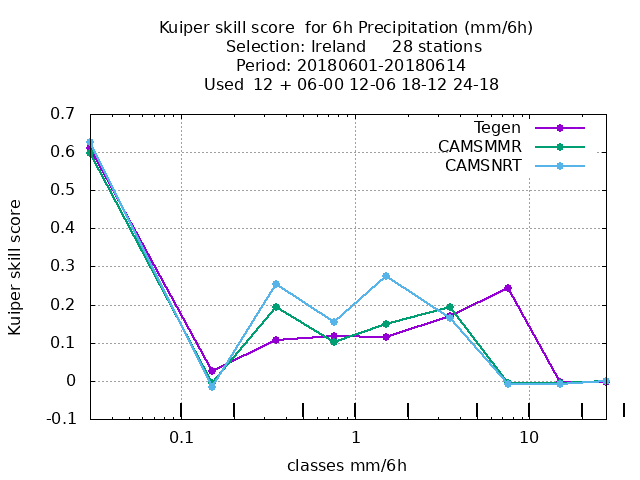 Kuiper skill score  for 6h Precipitation (mm/6h)
Selection: Ireland     28 stations
Period: 20180601-20180614
Used  12 + 06-00 12-06 18-12 24-18
Tegen
CAMSMMR
CAMSNRT
0.7
0.6
0.5
0.4
0.3
0.2
0.1
0
-0.1
Kuiper skill score
0.1 1 10
classes mm/6h